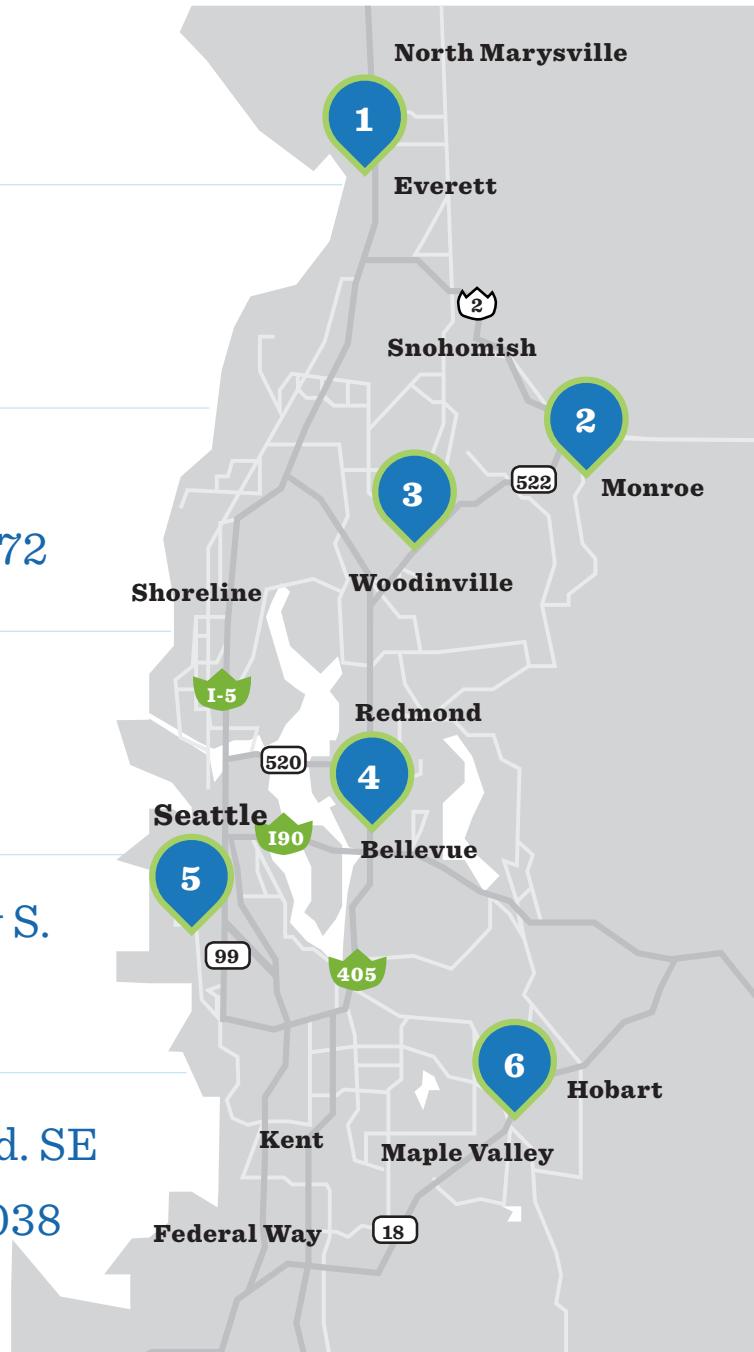 North Marysville
1
Everett
2
Snohomish
2
3
522
Monroe
72
Woodinville
Shoreline
I-5
Redmond
520
4
Seattle
I90
Bellevue
5
S.
99
405
6
Hobart
d. SE
Kent
Maple Valley
038
Federal Way
18